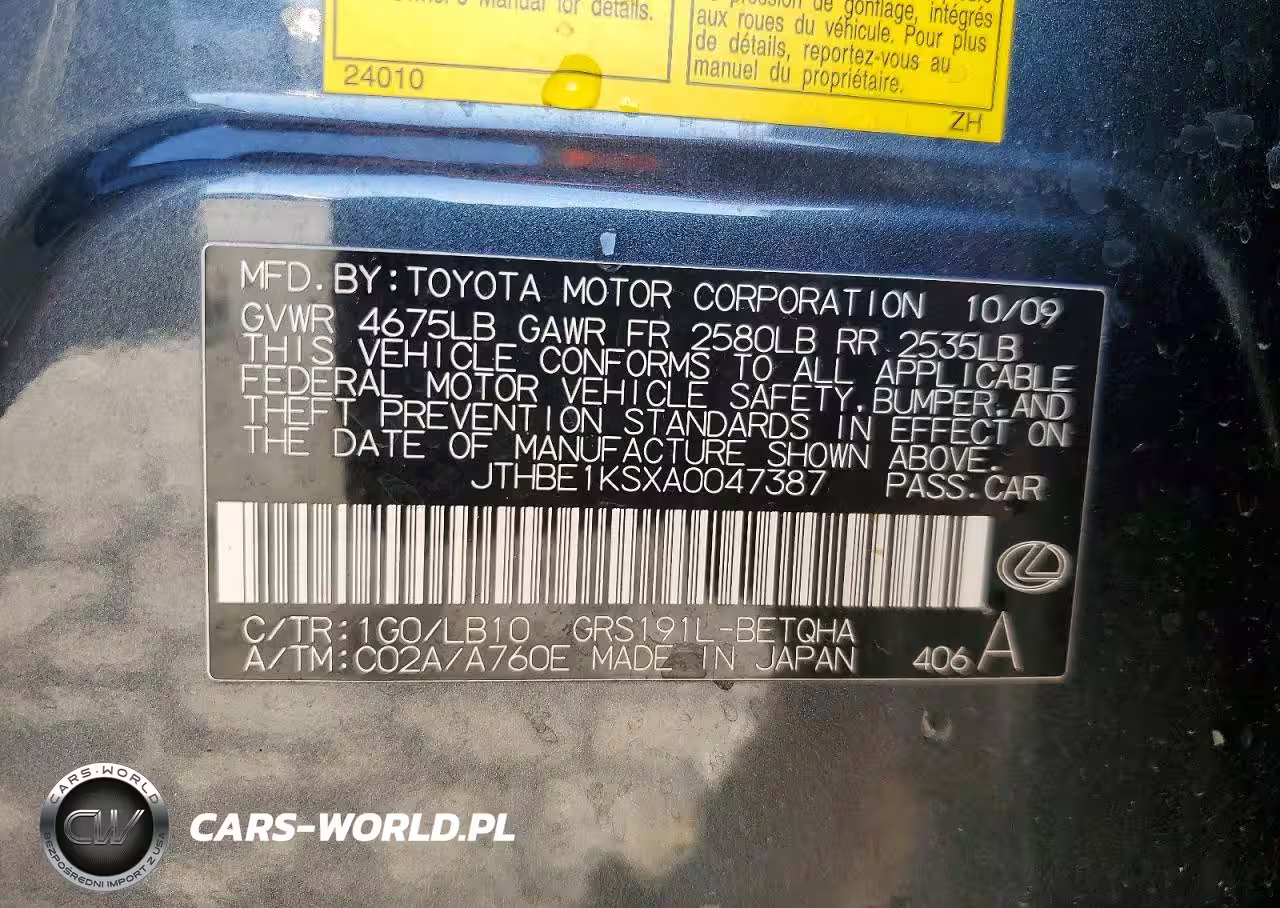 Manual for details.
24010
de gonflage, intégrés
aux roues du véhicule. Pour plus
de détails, reportez-vous au
manuel du propriétaire.
ZH
MFD.BY:TOYOTA MOTOR CORPORATION 10/09
GVWR 4675LB GAWR FR 2580LB RR 2535LB
THIS VEHICLE CONFORMS TO ALL APPLICABLE
FEDERAL MOTOR VEHICLE SAFETY,BUMPER,AND
THEFT PREVENTION STANDARDS IN EFFECT ON
THE DATE OF MANUFACTURE SHOWN ABOVE.
JTHBE1KSXA0047387 PASS.CAR
C/TR:1G0/LB10 GRS191L-BETQHA
A/TM:C02A/A760E MADE IN JAPAN 406 A
CARS-WORLD
CW
BEZPOŚREDNI IMPORT Z USA
CARS-WORLD.PL